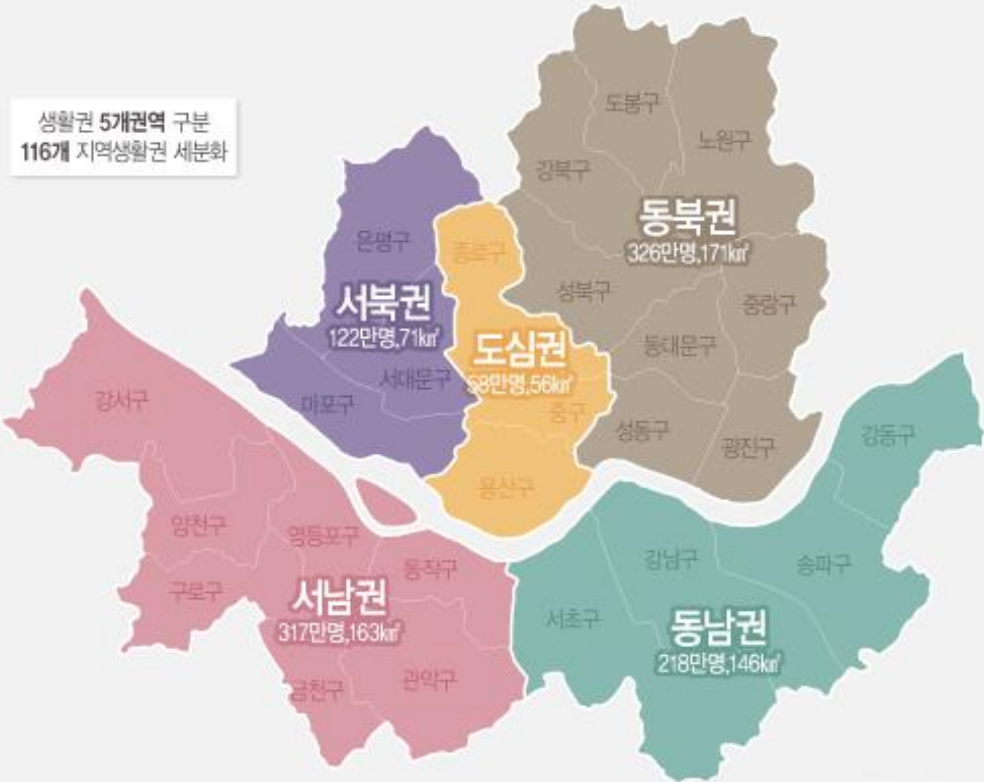 생활권 5개권역 구분
116개 지역생활권 세분화
도봉구
노원구
강북구
동북권
326만명,171㎢
은평구
종로구
성북구
중랑구
서북권
122만명,71㎢
동대문구
도심권
58만명,56㎢
서대문구
마포구
중구
강서구
성동구
광진구
강동구
용산구
양천구
영등포구
강남구
송파구
동작구
구로구
서남권
317만명,163㎢
서초구
동남권
218만명,146㎢
관악구
금천구